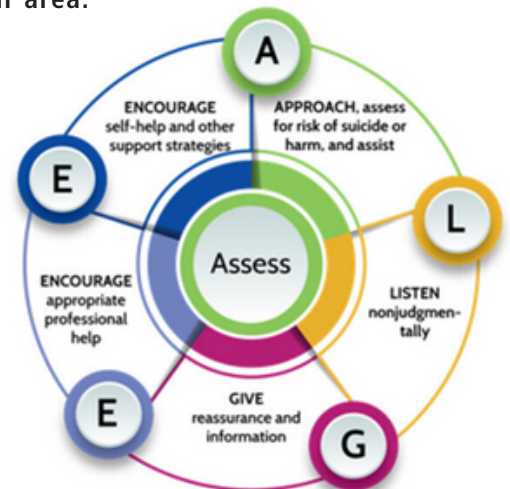 area.
A
APPROACH, assess
for risk of suicide or
harm, and assist
L
LISTEN
nonjudgmen-
tally
G
GIVE
reassurance and
information
E
ENCOURAGE
appropriate
professional
help
E
ENCOURAGE
self-help and other
support strategies
Assess